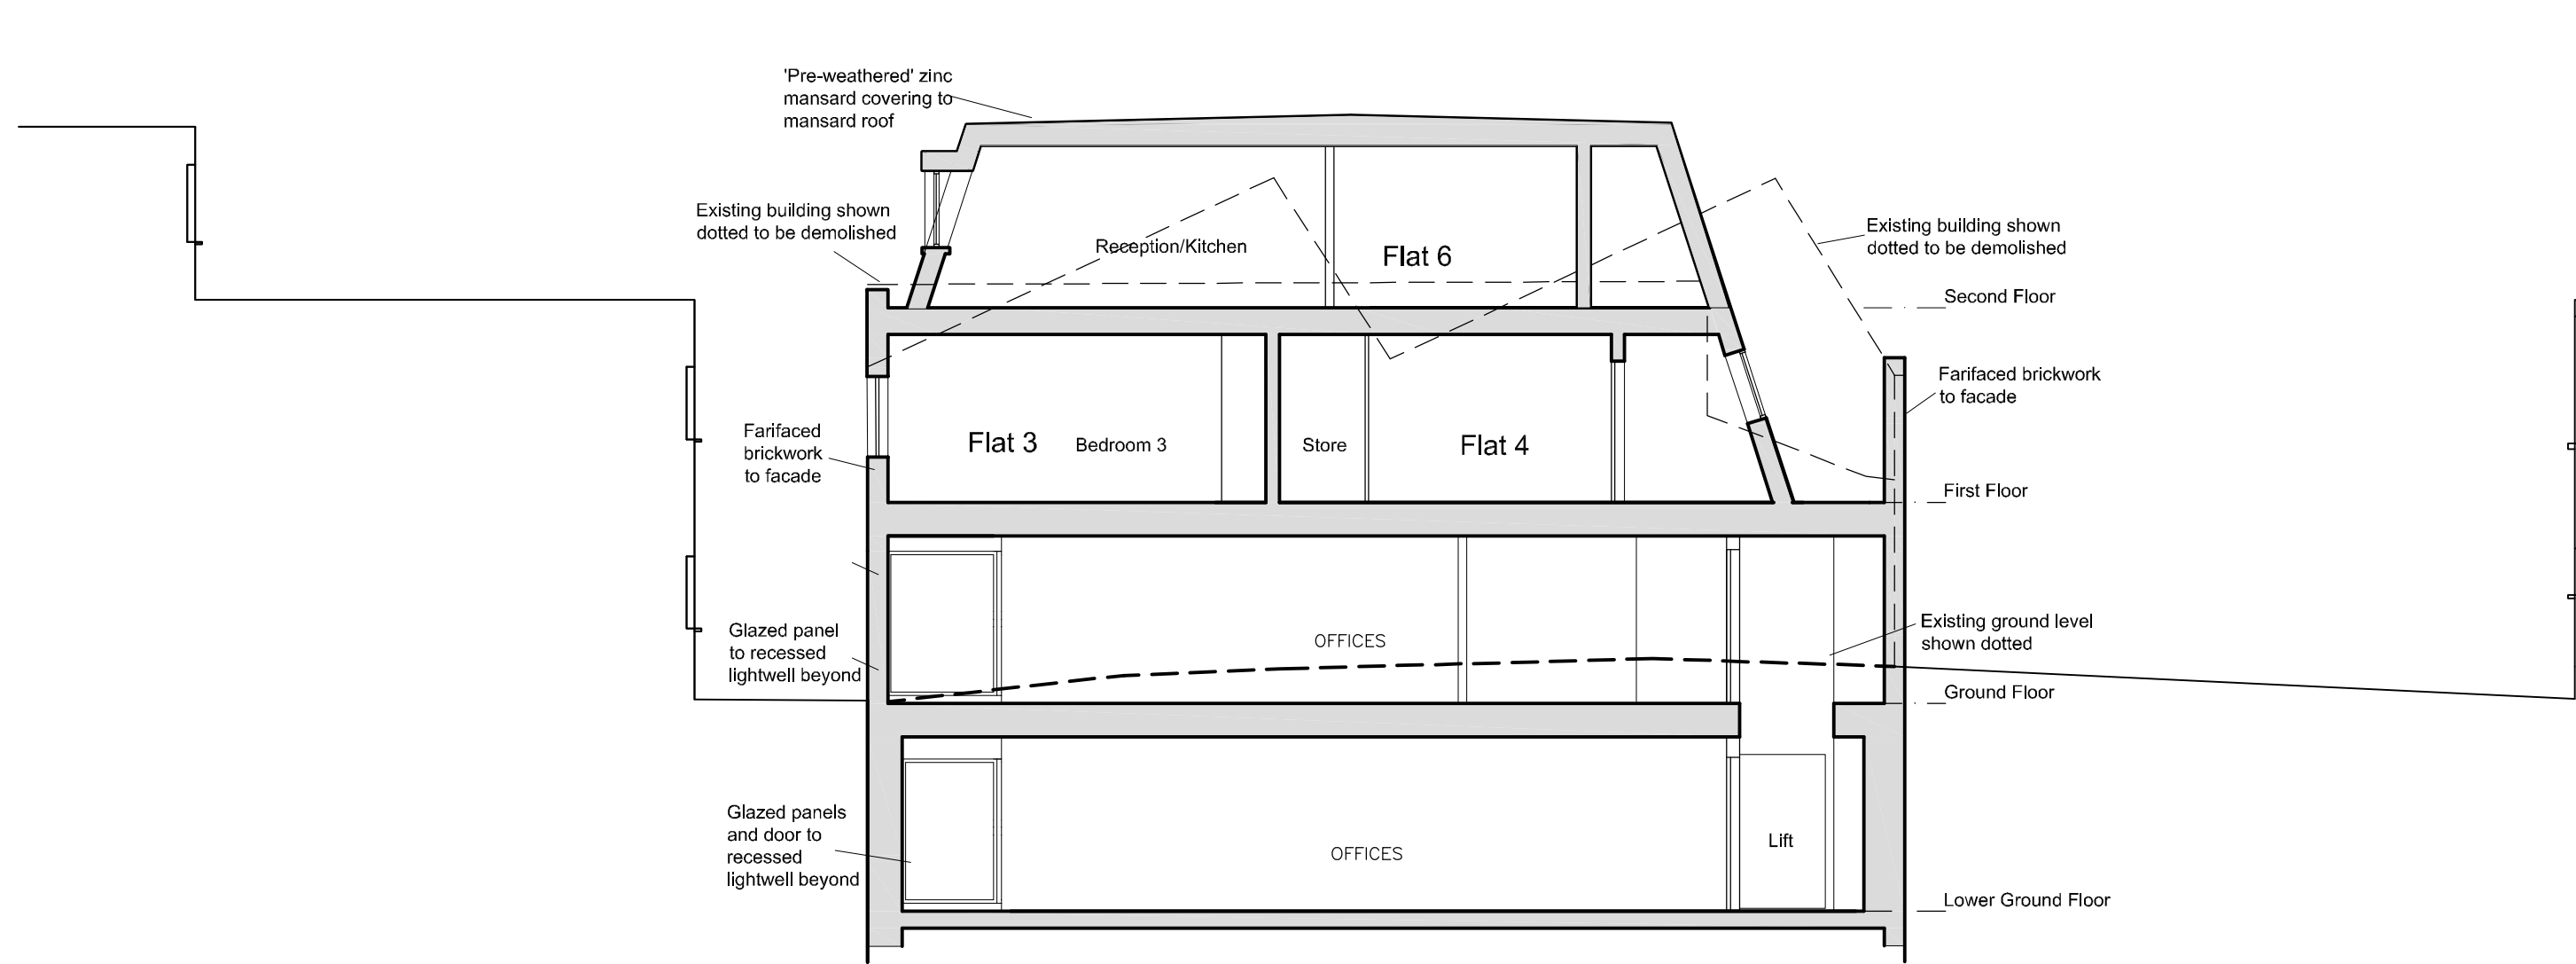 'Pre-weathered' zinc
mansard covering to
mansard roof
Existing building shown
dotted to be demolished
Existing building shown
dotted to be demolished
Reception/Kitchen
Flat 6
Second Floor
Farifaced brickwork
to facade
Farifaced
brickwork
to facade
Flat 3
Bedroom 3
Store
Flat 4
First Floor
Glazed panel
to recessed
lightwell beyond
OFFICES
Existing ground level
shown dotted
Ground Floor
Glazed panels
and door to
recessed
lightwell beyond
OFFICES
Lift
Lower Ground Floor